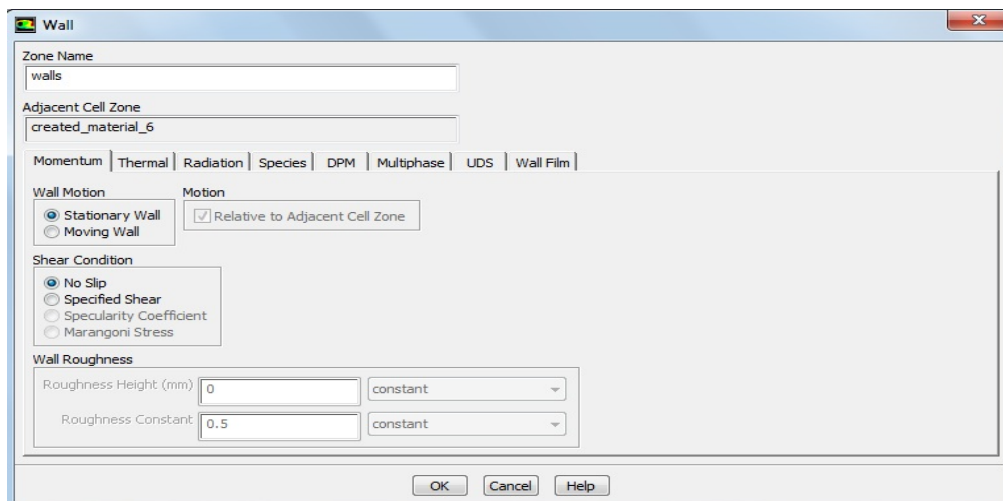 Wall
Zone Name
walls
Adjacent Cell Zone
created_material_6
Momentum Thermal Radiation Species DPM Multiphase UDS Wall Film
Wall Motion Motion
Stationary Wall Relative to Adjacent Cell Zone
Moving Wall
Shear Condition
No Slip
Specified Shear
Specularity Coefficient
Marangoni Stress
Wall Roughness
Roughness Height (mm) 0 constant
Roughness Constant 0.5 constant
OK Cancel Help